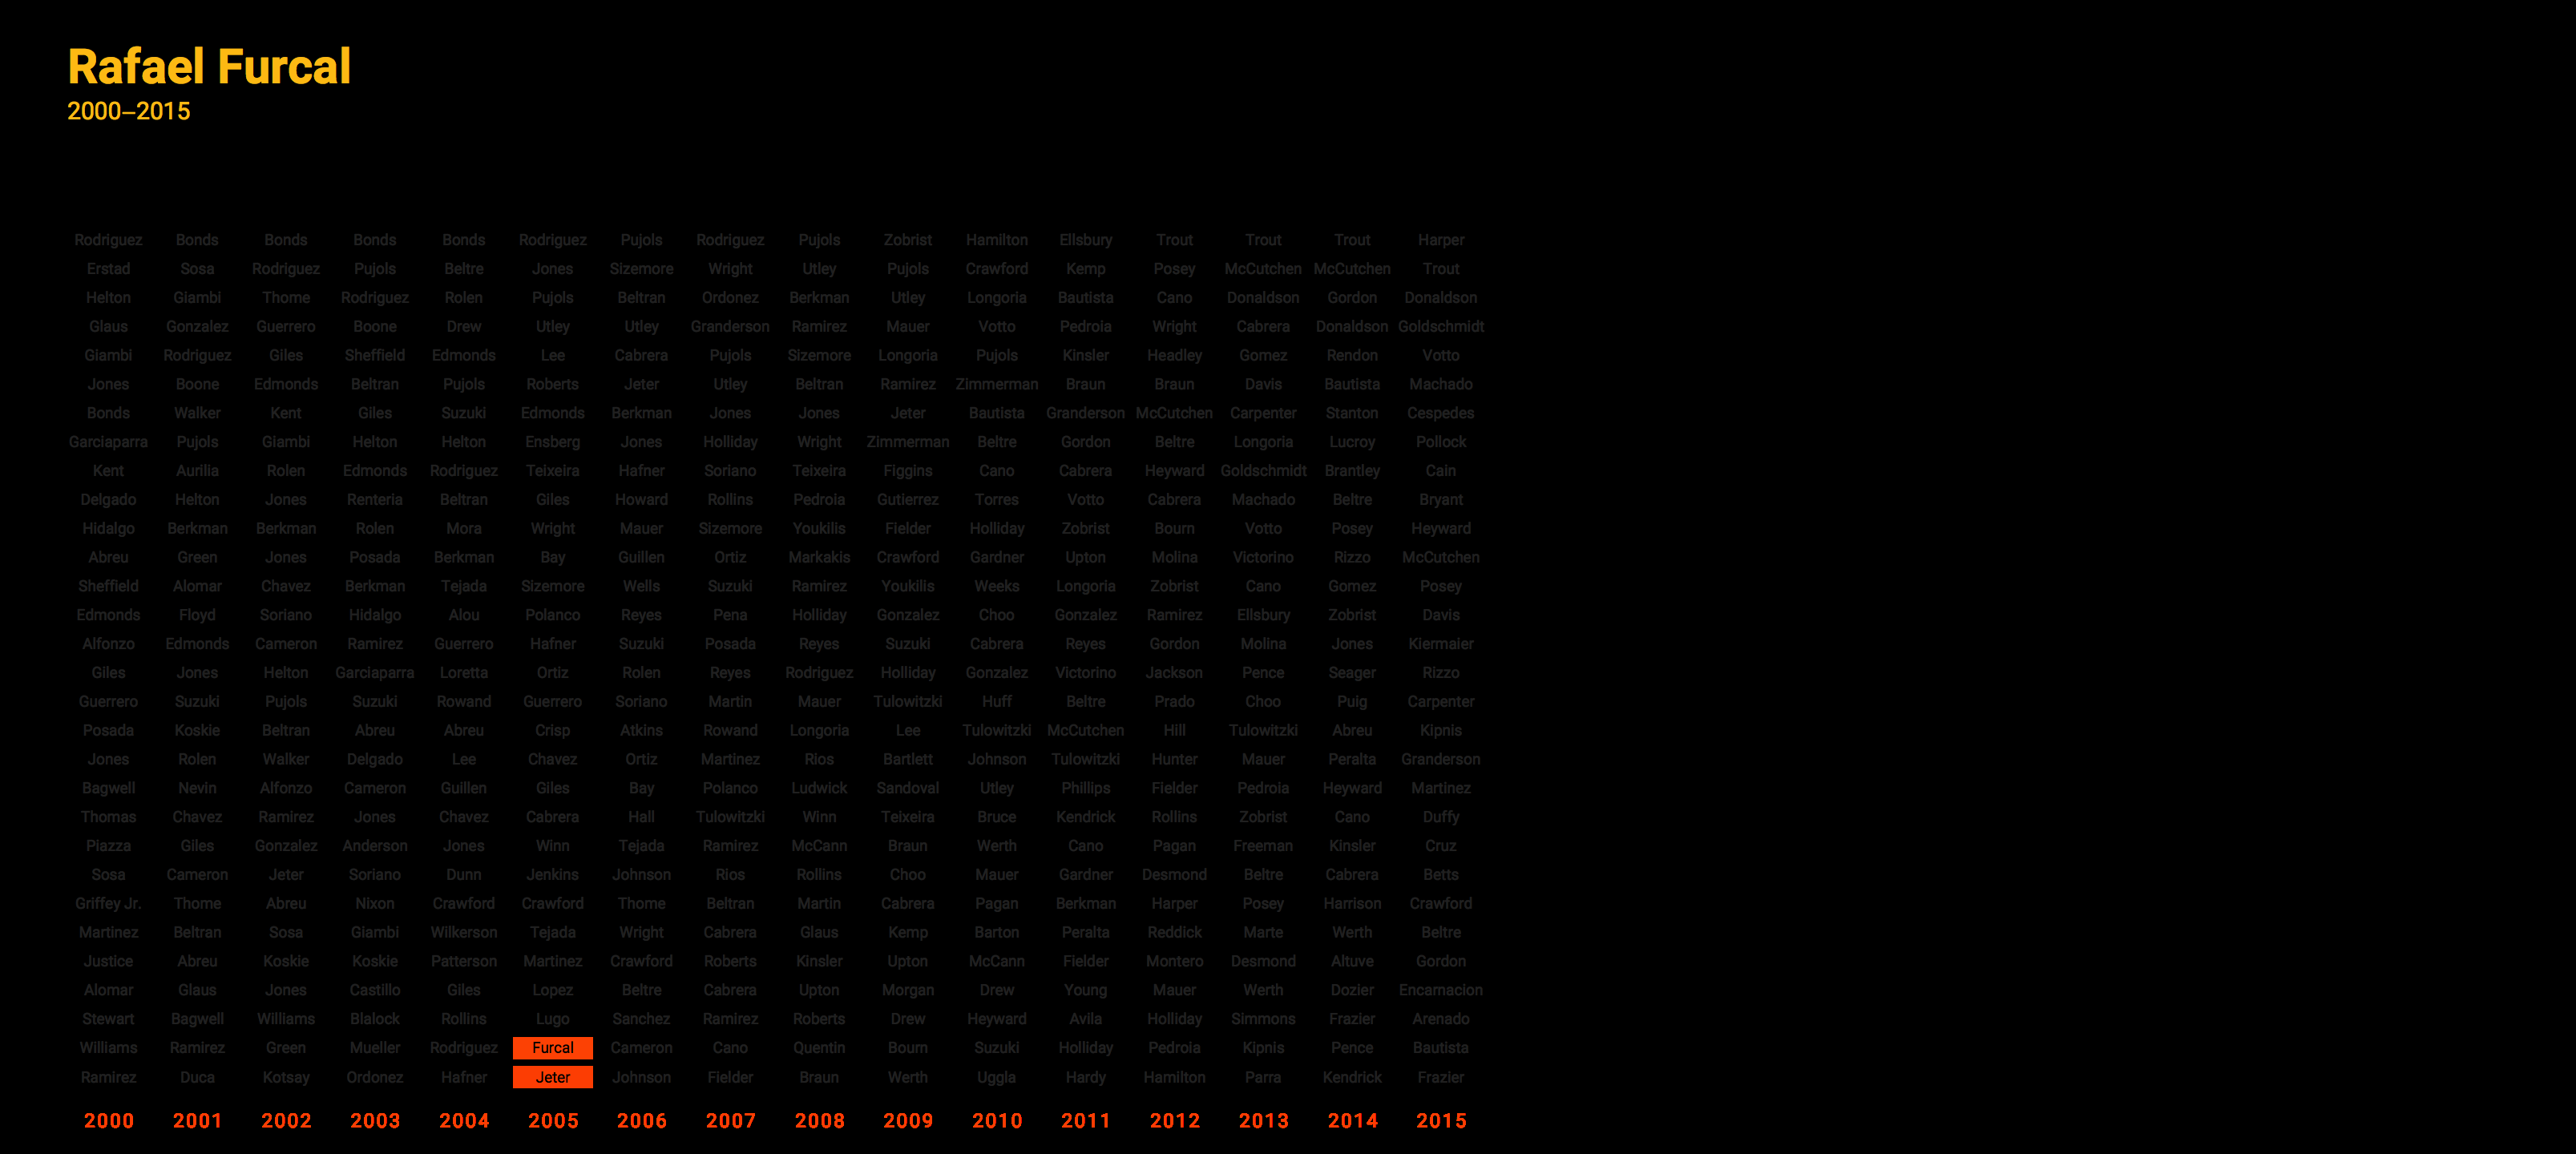 Rafael Furcal
2000–2015
Rodriguez Bonds Bonds Bonds Bonds Rodriguez Pujols Rodriguez Pujols Zobrist Hamilton Ellsbury Trout Trout Trout Harper
Erstad Sosa Rodriguez Pujols Beltre Jones Sizemore Wright Utley Pujols Crawford Kemp Posey McCutchen McCutchen Trout
Helton Giambi Thome Rodriguez Rolen Pujols Beltran Ordonez Berkman Utley Longoria Bautista Cano Donaldson Gordon Donaldson
Glaus Gonzalez Guerrero Boone Drew Utley Utley Granderson Ramirez Mauer Votto Pedroia Wright Cabrera Donaldson Goldschmidt
Giambi Rodriguez Giles Sheffield Edmonds Lee Cabrera Pujols Sizemore Longoria Pujols Kinsler Headley Gomez Rendon Votto
Jones Boone Edmonds Beltran Pujols Roberts Jeter Utley Beltran Ramirez Zimmerman Braun Braun Davis Bautista Machado
Bonds Walker Kent Giles Suzuki Edmonds Berkman Jones Jones Jeter Bautista Granderson McCutchen Carpenter Stanton Cespedes
Garciaparra Pujols Giambi Helton Helton Ensberg Jones Holliday Wright Zimmerman Beltre Gordon Beltre Longoria Lucroy Pollock
Kent Aurilia Rolen Edmonds Rodriguez Teixeira Hafner Soriano Teixeira Figgins Cano Cabrera Heyward Goldschmidt Brantley Cain
Delgado Helton Jones Renteria Beltran Giles Howard Rollins Pedroia Gutierrez Torres Votto Cabrera Machado Beltre Bryant
Hidalgo Berkman Berkman Rolen Mora Wright Mauer Sizemore Youkilis Fielder Holliday Zobrist Bourn Votto Posey Heyward
Abreu Green Jones Posada Berkman Bay Guillen Ortiz Markakis Crawford Gardner Upton Molina Victorino Rizzo McCutchen
Sheffield Alomar Chavez Berkman Tejada Sizemore Wells Suzuki Ramirez Youkilis Weeks Longoria Zobrist Cano Gomez Posey
Edmonds Floyd Soriano Hidalgo Alou Polanco Reyes Pena Holliday Gonzalez Choo Gonzalez Ramirez Ellsbury Zobrist Davis
Alfonzo Edmonds Cameron Ramirez Guerrero Hafner Suzuki Posada Reyes Suzuki Cabrera Reyes Gordon Molina Jones Kiermaier
Giles Jones Helton Garciaparra Loretta Ortiz Rolen Reyes Rodriguez Holliday Gonzalez Victorino Jackson Pence Seager Rizzo
Guerrero Suzuki Pujols Suzuki Rowand Guerrero Soriano Martin Mauer Tulowitzki Huff Beltre Prado Choo Puig Carpenter
Posada Koskie Beltran Abreu Abreu Crisp Atkins Rowand Longoria Lee Tulowitzki McCutchen Hill Tulowitzki Abreu Kipnis
Jones Rolen Walker Delgado Lee Chavez Ortiz Martinez Rios Bartlett Johnson Tulowitzki Hunter Mauer Peralta Granderson
Bagwell Nevin Alfonzo Cameron Guillen Giles Bay Polanco Ludwick Sandoval Utley Phillips Fielder Pedroia Heyward Martinez
Thomas Chavez Ramirez Jones Chavez Cabrera Hall Tulowitzki Winn Teixeira Bruce Kendrick Rollins Zobrist Cano Duffy
Piazza Giles Gonzalez Anderson Jones Winn Tejada Ramirez McCann Braun Werth Cano Pagan Freeman Kinsler Cruz
Sosa Cameron Jeter Soriano Dunn Jenkins Johnson Rios Rollins Choo Mauer Gardner Desmond Beltre Cabrera Betts
Griffey Jr. Thome Abreu Nixon Crawford Crawford Thome Beltran Martin Cabrera Pagan Berkman Harper Posey Harrison Crawford
Martinez Beltran Sosa Giambi Wilkerson Tejada Wright Cabrera Glaus Kemp Barton Peralta Reddick Marte Werth Beltre
Justice Abreu Koskie Koskie Patterson Martinez Crawford Roberts Kinsler Upton McCann Fielder Montero Desmond Altuve Gordon
Alomar Glaus Jones Castillo Giles Lopez Beltre Cabrera Upton Morgan Drew Young Mauer Werth Dozier Encarnacion
Stewart Bagwell Williams Blalock Rollins Lugo Sanchez Ramirez Roberts Drew Heyward Avila Holliday Simmons Frazier Arenado
Williams Ramirez Green Mueller Rodriguez Furcal Cameron Cano Quentin Bourn Suzuki Holliday Pedroia Kipnis Pence Bautista
Ramirez Duca Kotsay Ordonez Hafner Jeter Johnson Fielder Braun Werth Uggla Hardy Hamilton Parra Kendrick Frazier
2000 2001 2002 2003 2004 2005 2006 2007 2008 2009 2010 2011 2012 2013 2014 2015